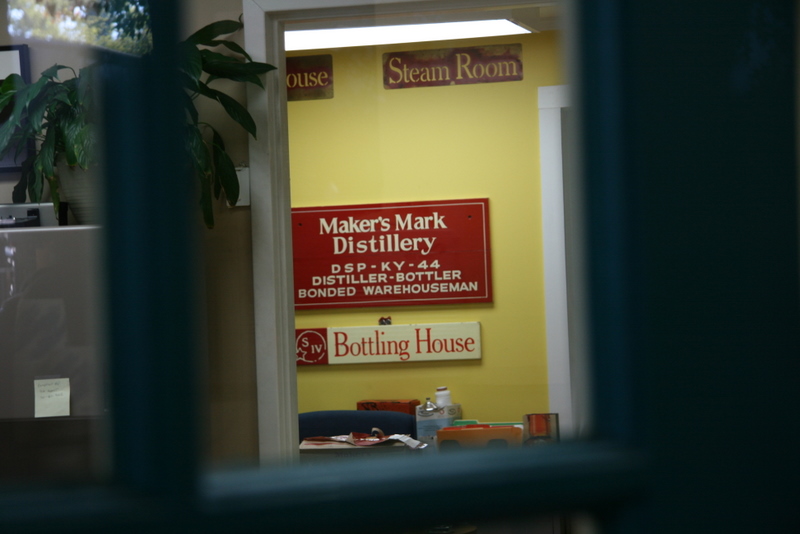 ouse
Steam Room
Maker's Mark
Distillery
DSP-KY-44
DISTILLER-BOTTLER
BONDED WAREHOUSEMAN
S IV
Bottling House